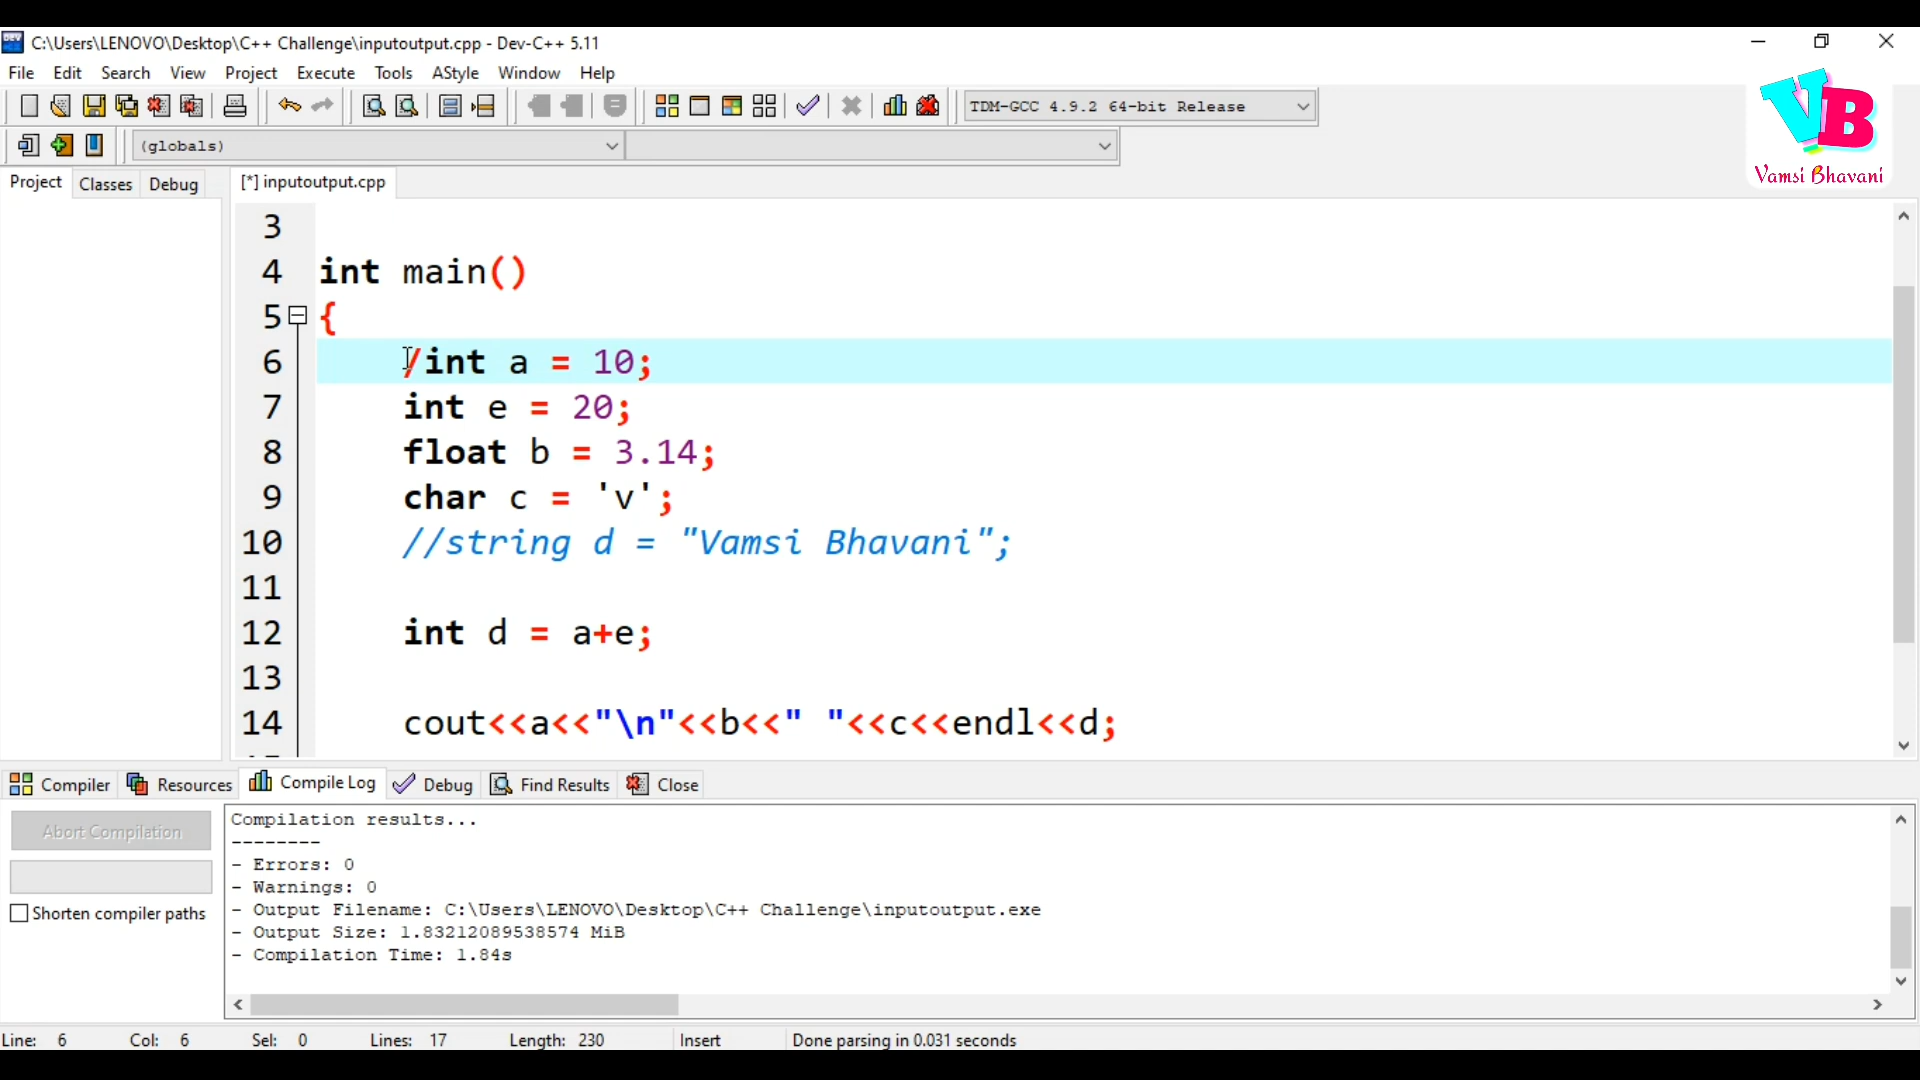 C:\Users\LENOVO\Desktop\C++ Challenge\inputoutput.cpp - Dev-C++ 5.11
File Edit Search View Project Execute Tools AStyle Window Help
TDM-GCC 4.9.2 64-bit Release
(globals)
VB
Vamsi Bhavani
Project Classes Debug [*] inputoutput.cpp
3
4 int main()
5 {
6 /int a = 10;
7 int e = 20;
8 float b = 3.14;
9 char c = 'v';
10 //string d = "Vamsi Bhavani";
11
12 int d = a+e;
13
14 cout<<a<<"\n"<<b<<" "<<c<<endl<<d;
Compiler Resources Compile Log Debug Find Results Close
Abort Compilation
Shorten compiler paths
Compilation results...
--------
- Errors: 0
- Warnings: 0
- Output Filename: C:\Users\LENOVO\Desktop\C++ Challenge\inputoutput.exe
- Output Size: 1.83212089538574 MiB
- Compilation Time: 1.84s
Line: 6 Col: 6 Sel: 0 Lines: 17 Length: 230 Insert Done parsing in 0.031 seconds